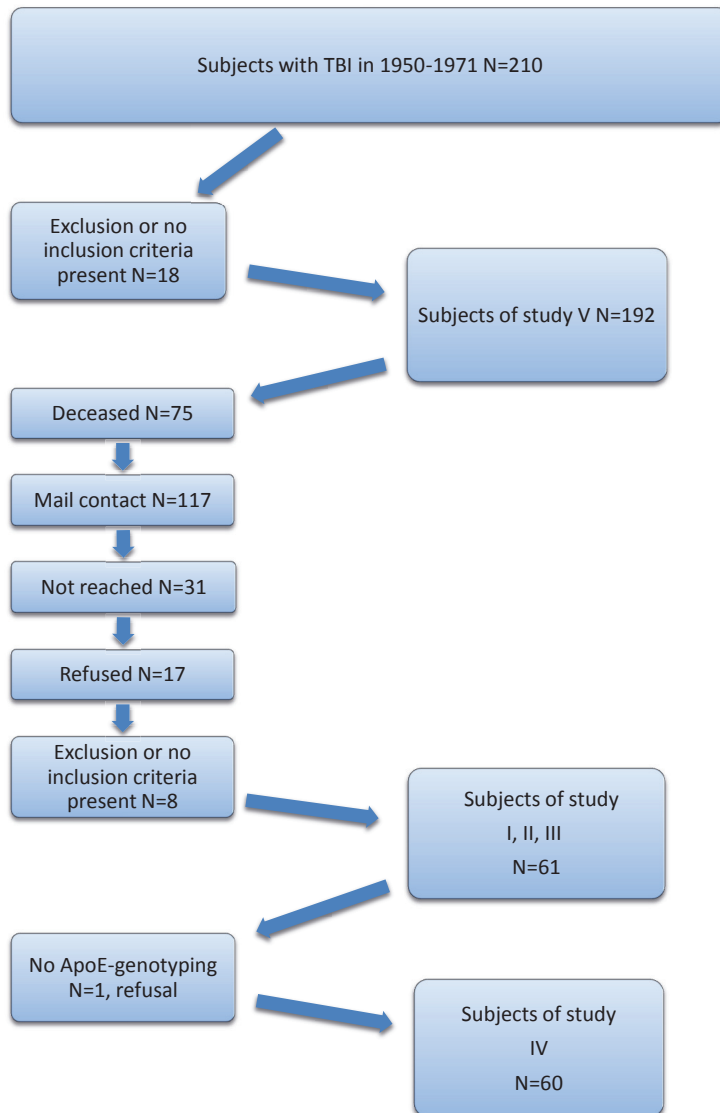 Subjects with TBI in 1950-1971 N=210
Exclusion or no
inclusion criteria
present N=18
Subjects of study V N=192
Deceased N=75
Mail contact N=117
Not reached N=31
Refused N=17
Exclusion or no
inclusion criteria
present N=8
Subjects of study
I, II, III
N=61
No ApoE-genotyping
N=1, refusal
Subjects of study
IV
N=60